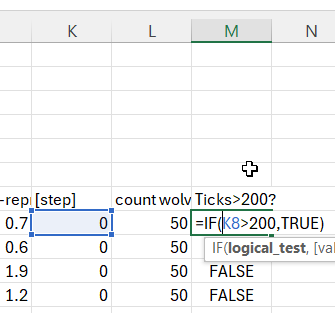 K L M N
-repr [step] count wolv Ticks>200?
0.7 0 50 =IF(K8>200,TRUE)
0.6 0 50 IF(logical_test, [val
1.9 0 50 FALSE
1.2 0 50 FALSE